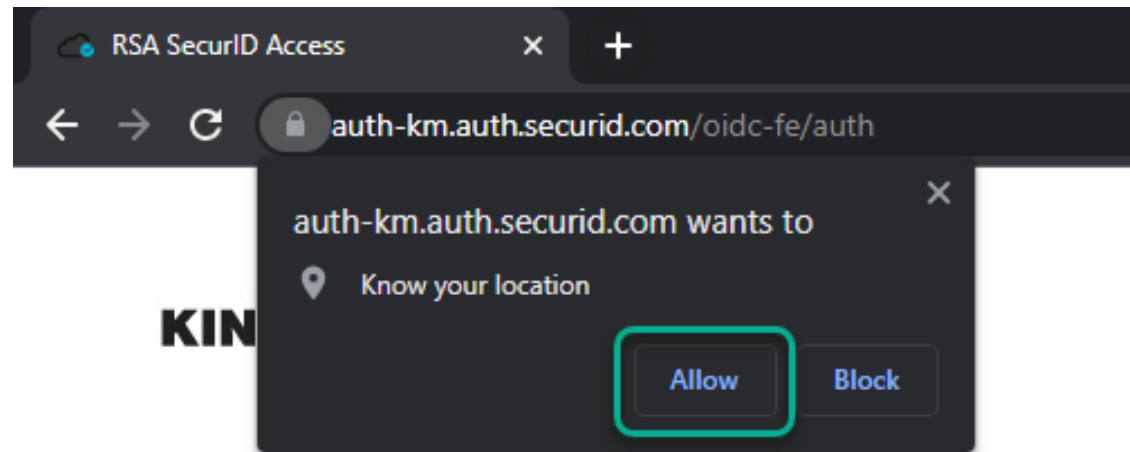 RSA SecurID Access
auth-km.auth.securid.com/oidc-fe/auth
auth-km.auth.securid.com wants to
Know your location
KIN
Allow Block